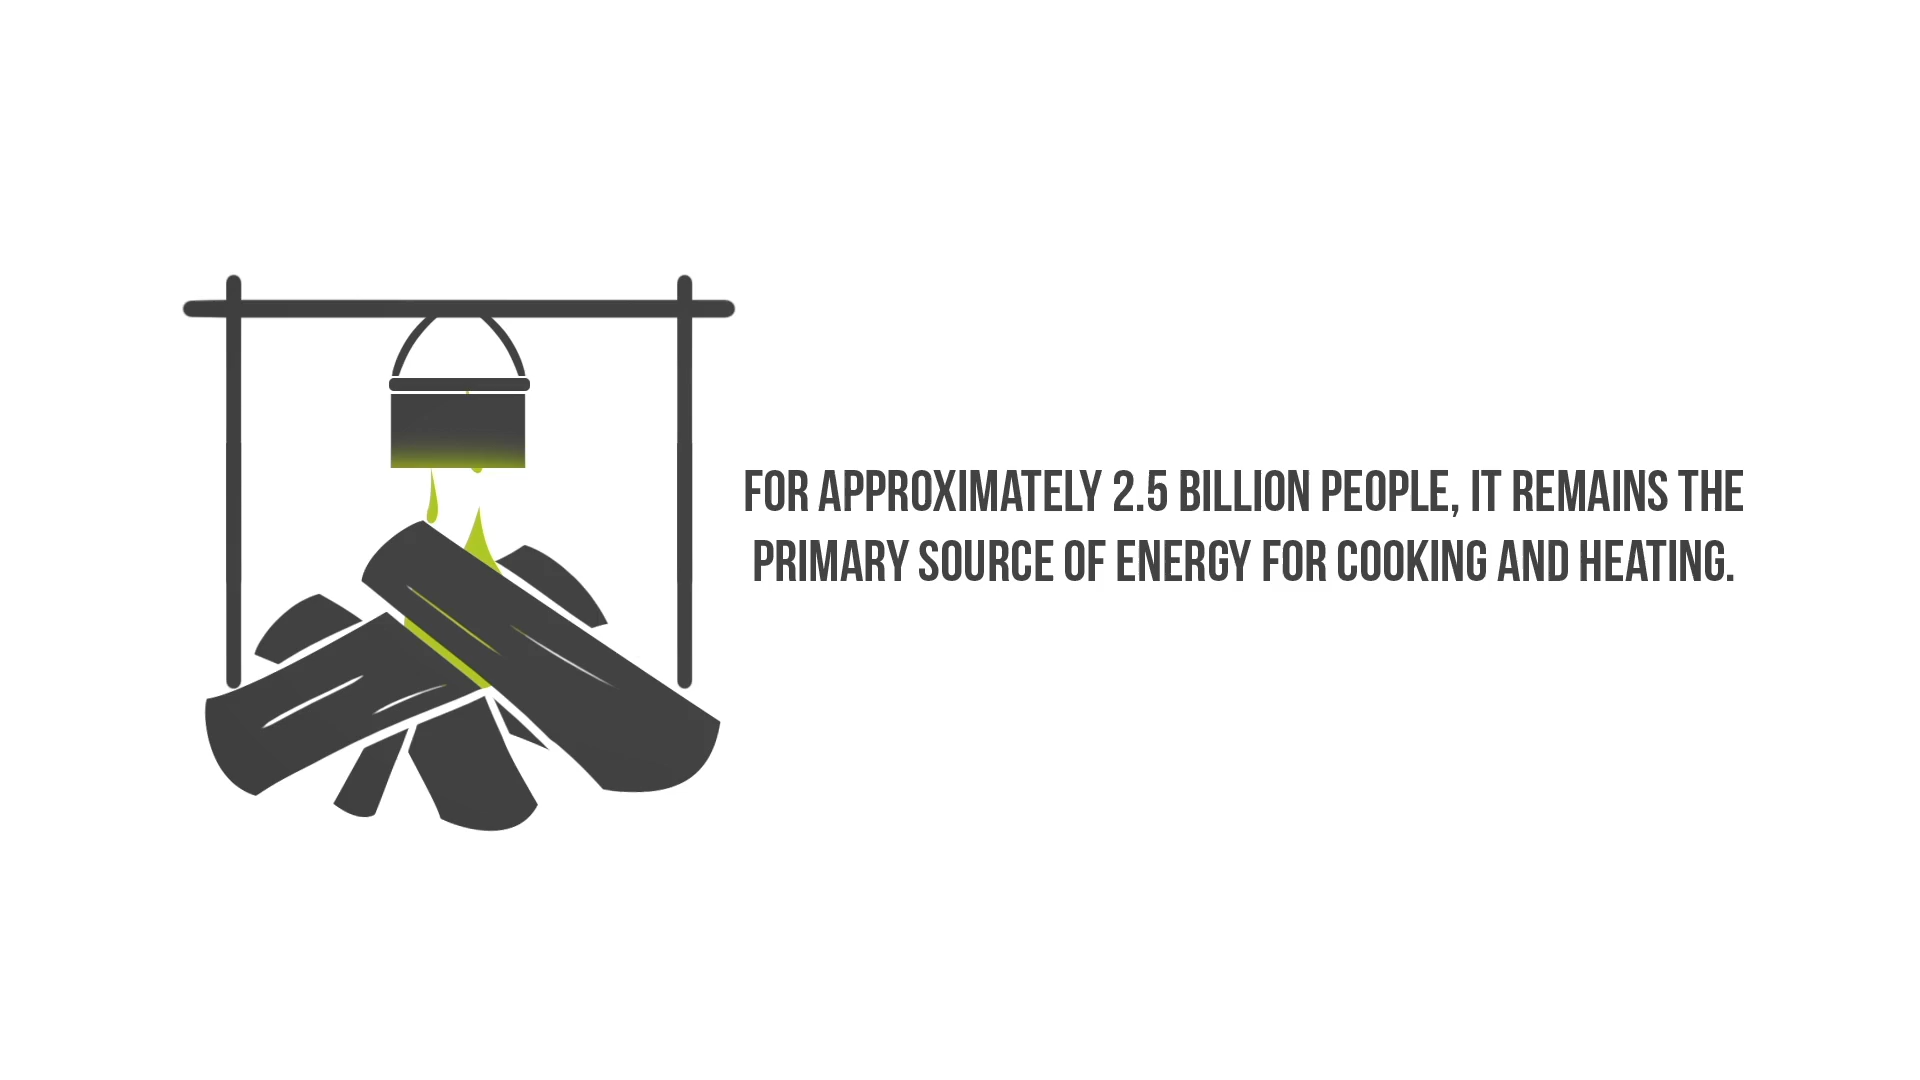 FOR APPROXIMATELY 2.5 BILLION PEOPLE, IT REMAINS THE
PRIMARY SOURCE OF ENERGY FOR COOKING AND HEATING.